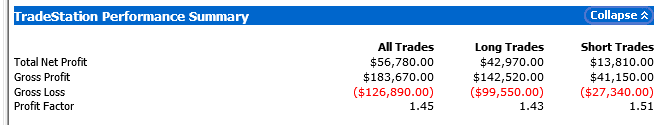 TradeStation Performance Summary Collapse
All Trades Long Trades Short Trades
Total Net Profit $56,780.00 $42,970.00 $13,810.00
Gross Profit $183,670.00 $142,520.00 $41,150.00
Gross Loss ($126,890.00) ($99,550.00) ($27,340.00)
Profit Factor 1.45 1.43 1.51